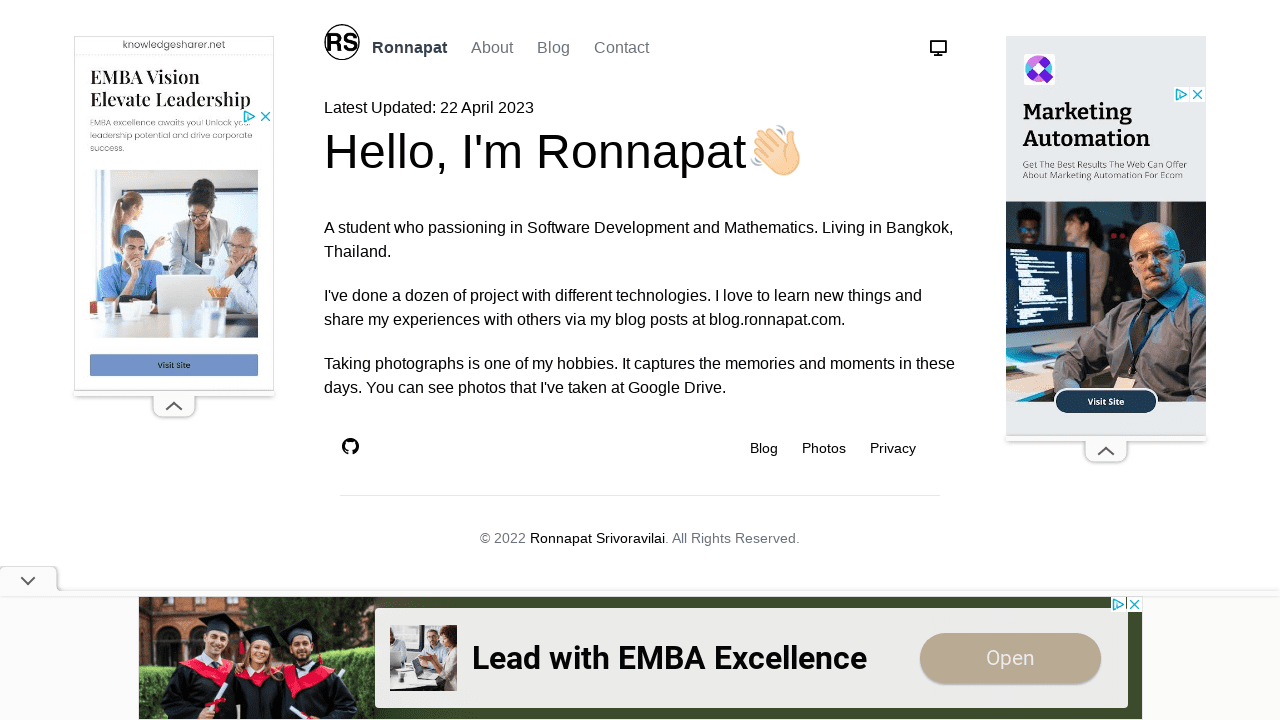 RS
Ronnapat
About
Blog
Contact
Latest Updated: 22 April 2023
Hello, I'm Ronnapat👋🏻
A student who passioning in Software Development and Mathematics. Living in Bangkok,
Thailand.
I've done a dozen of project with different technologies. I love to learn new things and
share my experiences with others via my blog posts at blog.ronnapat.com.
Taking photographs is one of my hobbies. It captures the memories and moments in these
days. You can see photos that I've taken at Google Drive.
Blog
Photos
Privacy
© 2022 Ronnapat Srivoravilai. All Rights Reserved.
knowledgesharer.net
EMBA Vision
Elevate Leadership
EMBA excellence awaits you! Unlock your
leadership potential and drive corporate
success.
Visit Site
Marketing
Automation
Get The Best Results The Web Can Offer
About Marketing Automation For Ecom
Visit Site
Lead with EMBA Excellence
Open